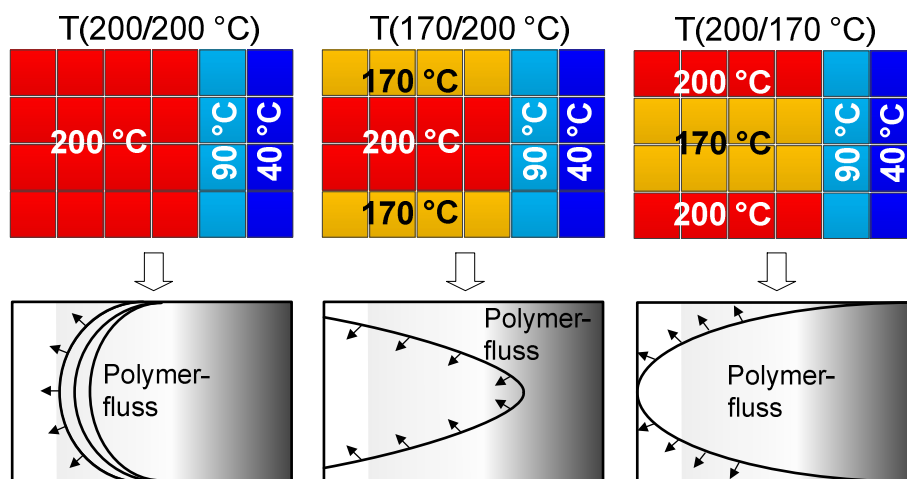 T(200/200 °C)
T(170/200 °C)
T(200/170 °C)
200 °C
90 °C
40 °C
170 °C
200 °C
170 °C
90 °C
40 °C
200 °C
170 °C
200 °C
90 °C
40 °C
Polymer-
fluss
Polymer-
fluss
Polymer-
fluss